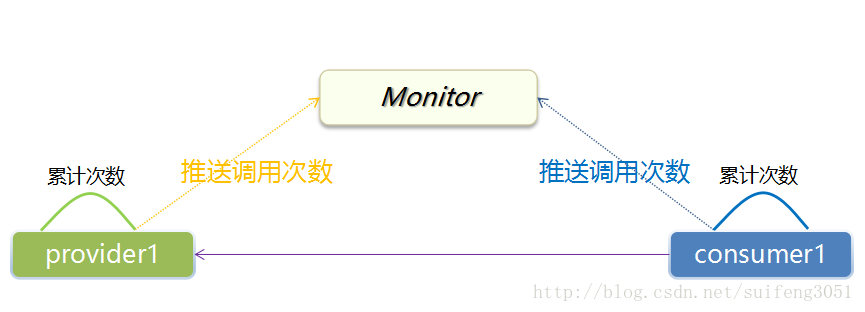 Monitor
推送调用次数
推送调用次数
累计次数
累计次数
provider1
consumer1
http://blog.csdn.net/suifeng3051